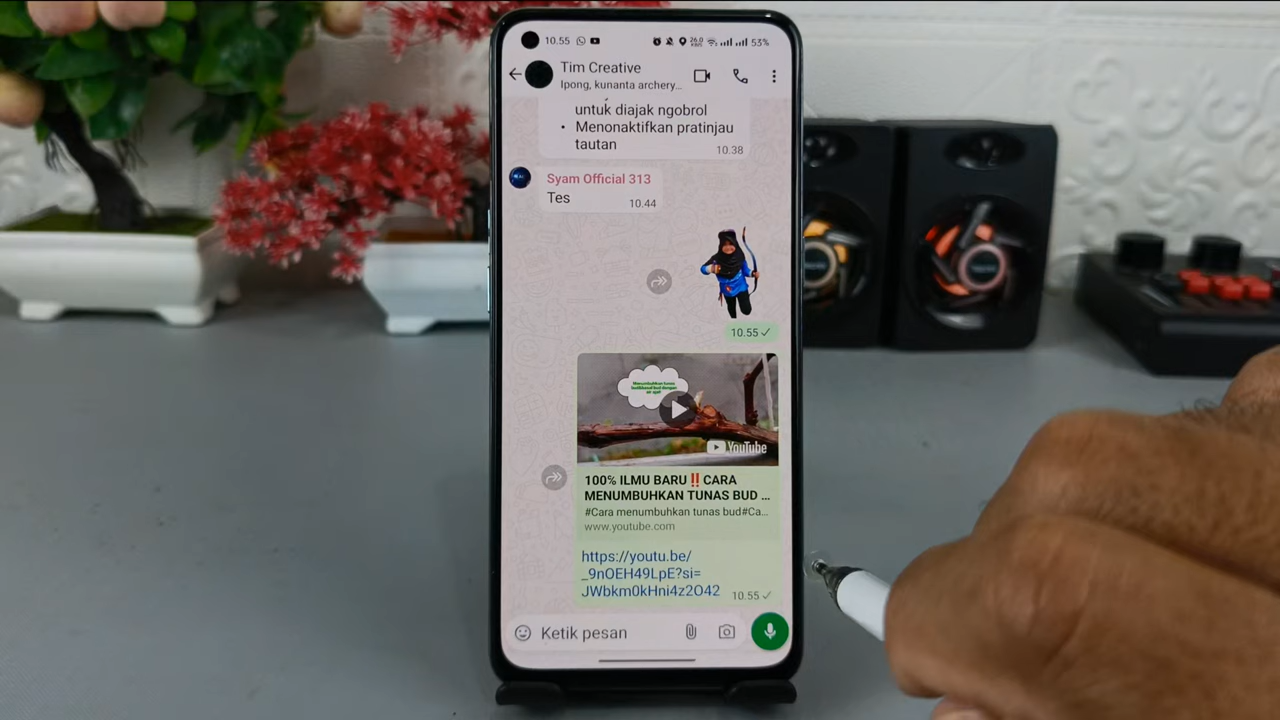 10.55
26.0
53%
Tim Creative
Ipong, kunanta archery...
untuk diajak ngobrol
• Menonaktifkan pratinjau
tautan
10.38
Syam Official 313
Tes
10.44
10.55
YouTube
100% ILMU BARU‼️CARA
MENUMBUHKAN TUNAS BUD ...
#Cara menumbuhkan tunas bud#Ca...
www.youtube.com
https://youtu.be/
_9nOEH49LpE?si=
JWbkm0kHni4z2O42
10.55
Ketik pesan